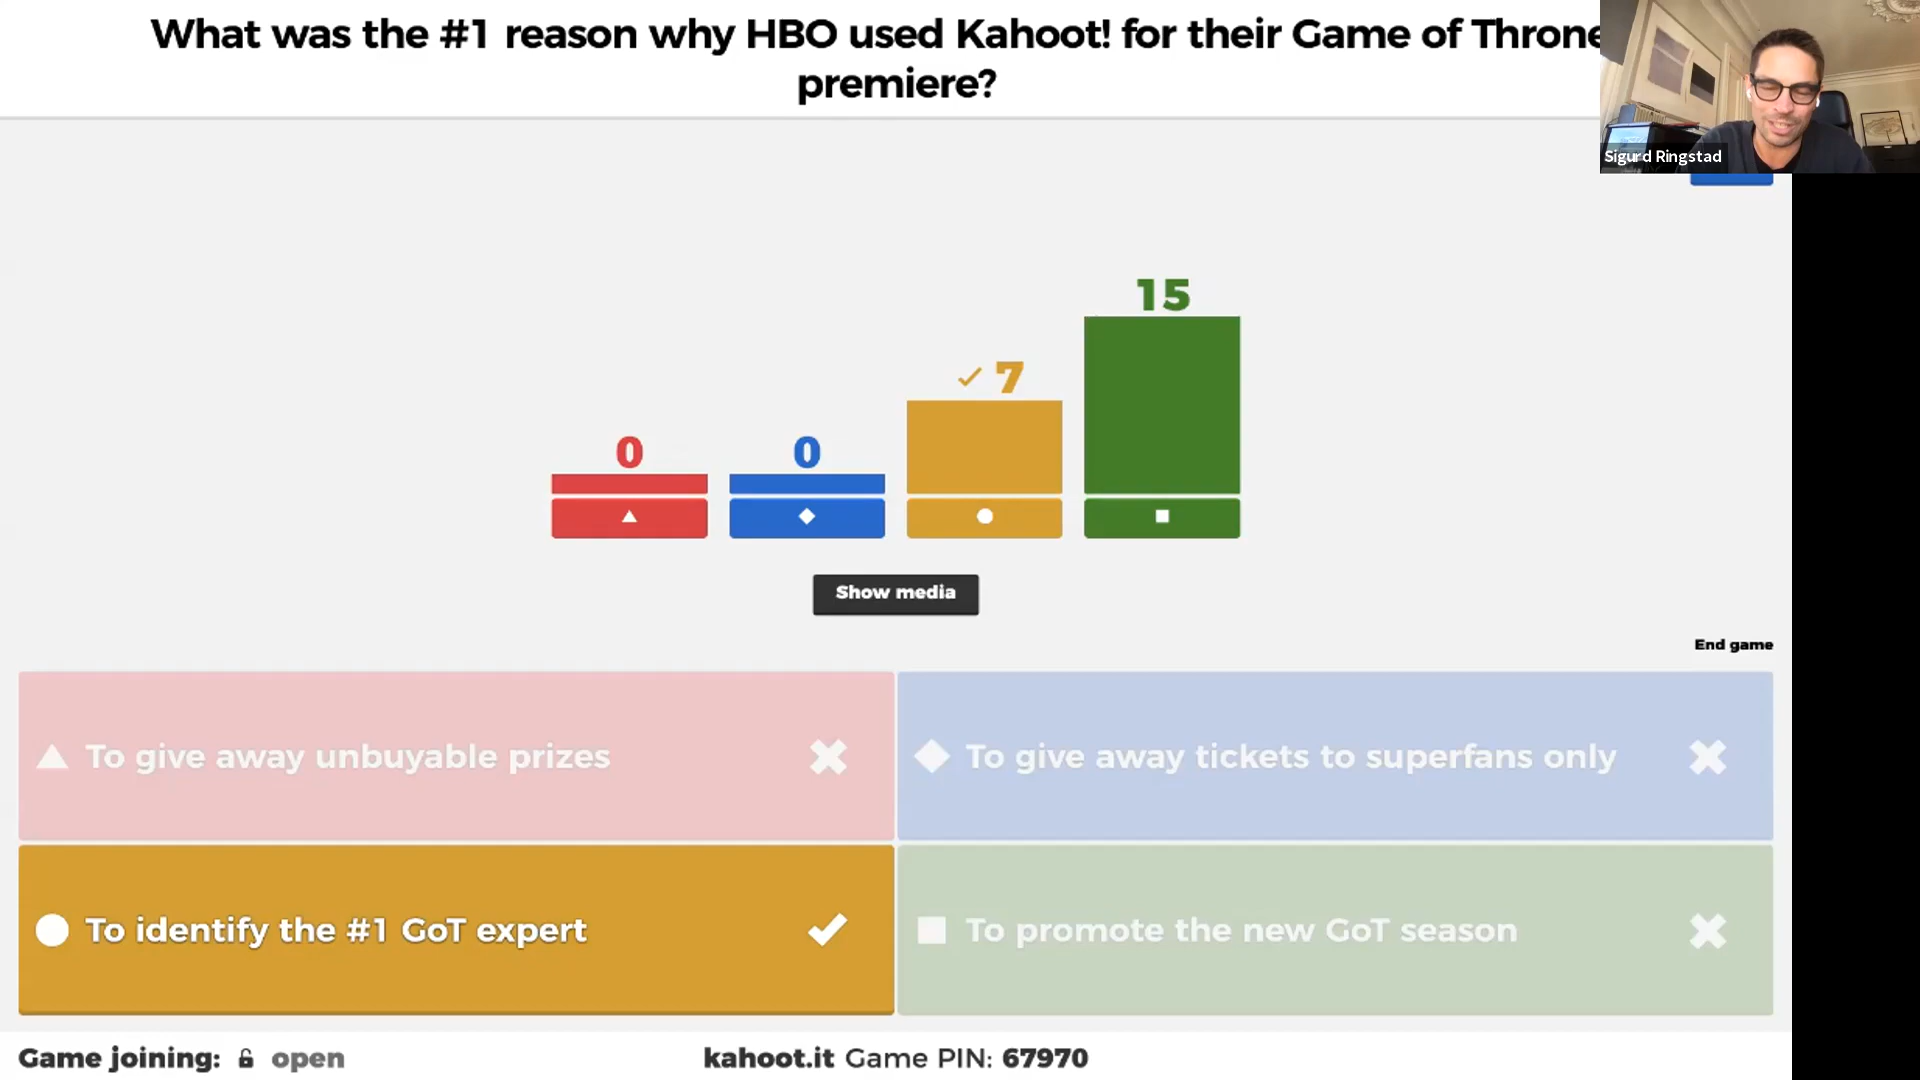 What was the #1 reason why HBO used Kahoot! for their Game of Throne
premiere?
Sigurd Ringstad
15
7
0
0
Show media
End game
To give away unbuyable prizes
To give away tickets to superfans only
To identify the #1 GoT expert
To promote the new GoT season
Game joining: open
kahoot.it Game PIN: 67970